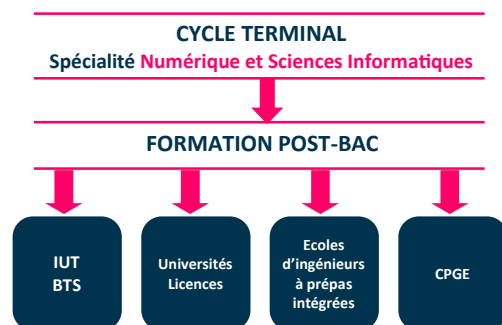 CYCLE TERMINAL
Spécialité Numérique et Sciences Informatiques
FORMATION POST-BAC
IUT
BTS
Universités
Licences
Ecoles
d'ingénieurs
à prépas
intégrées
CPGE